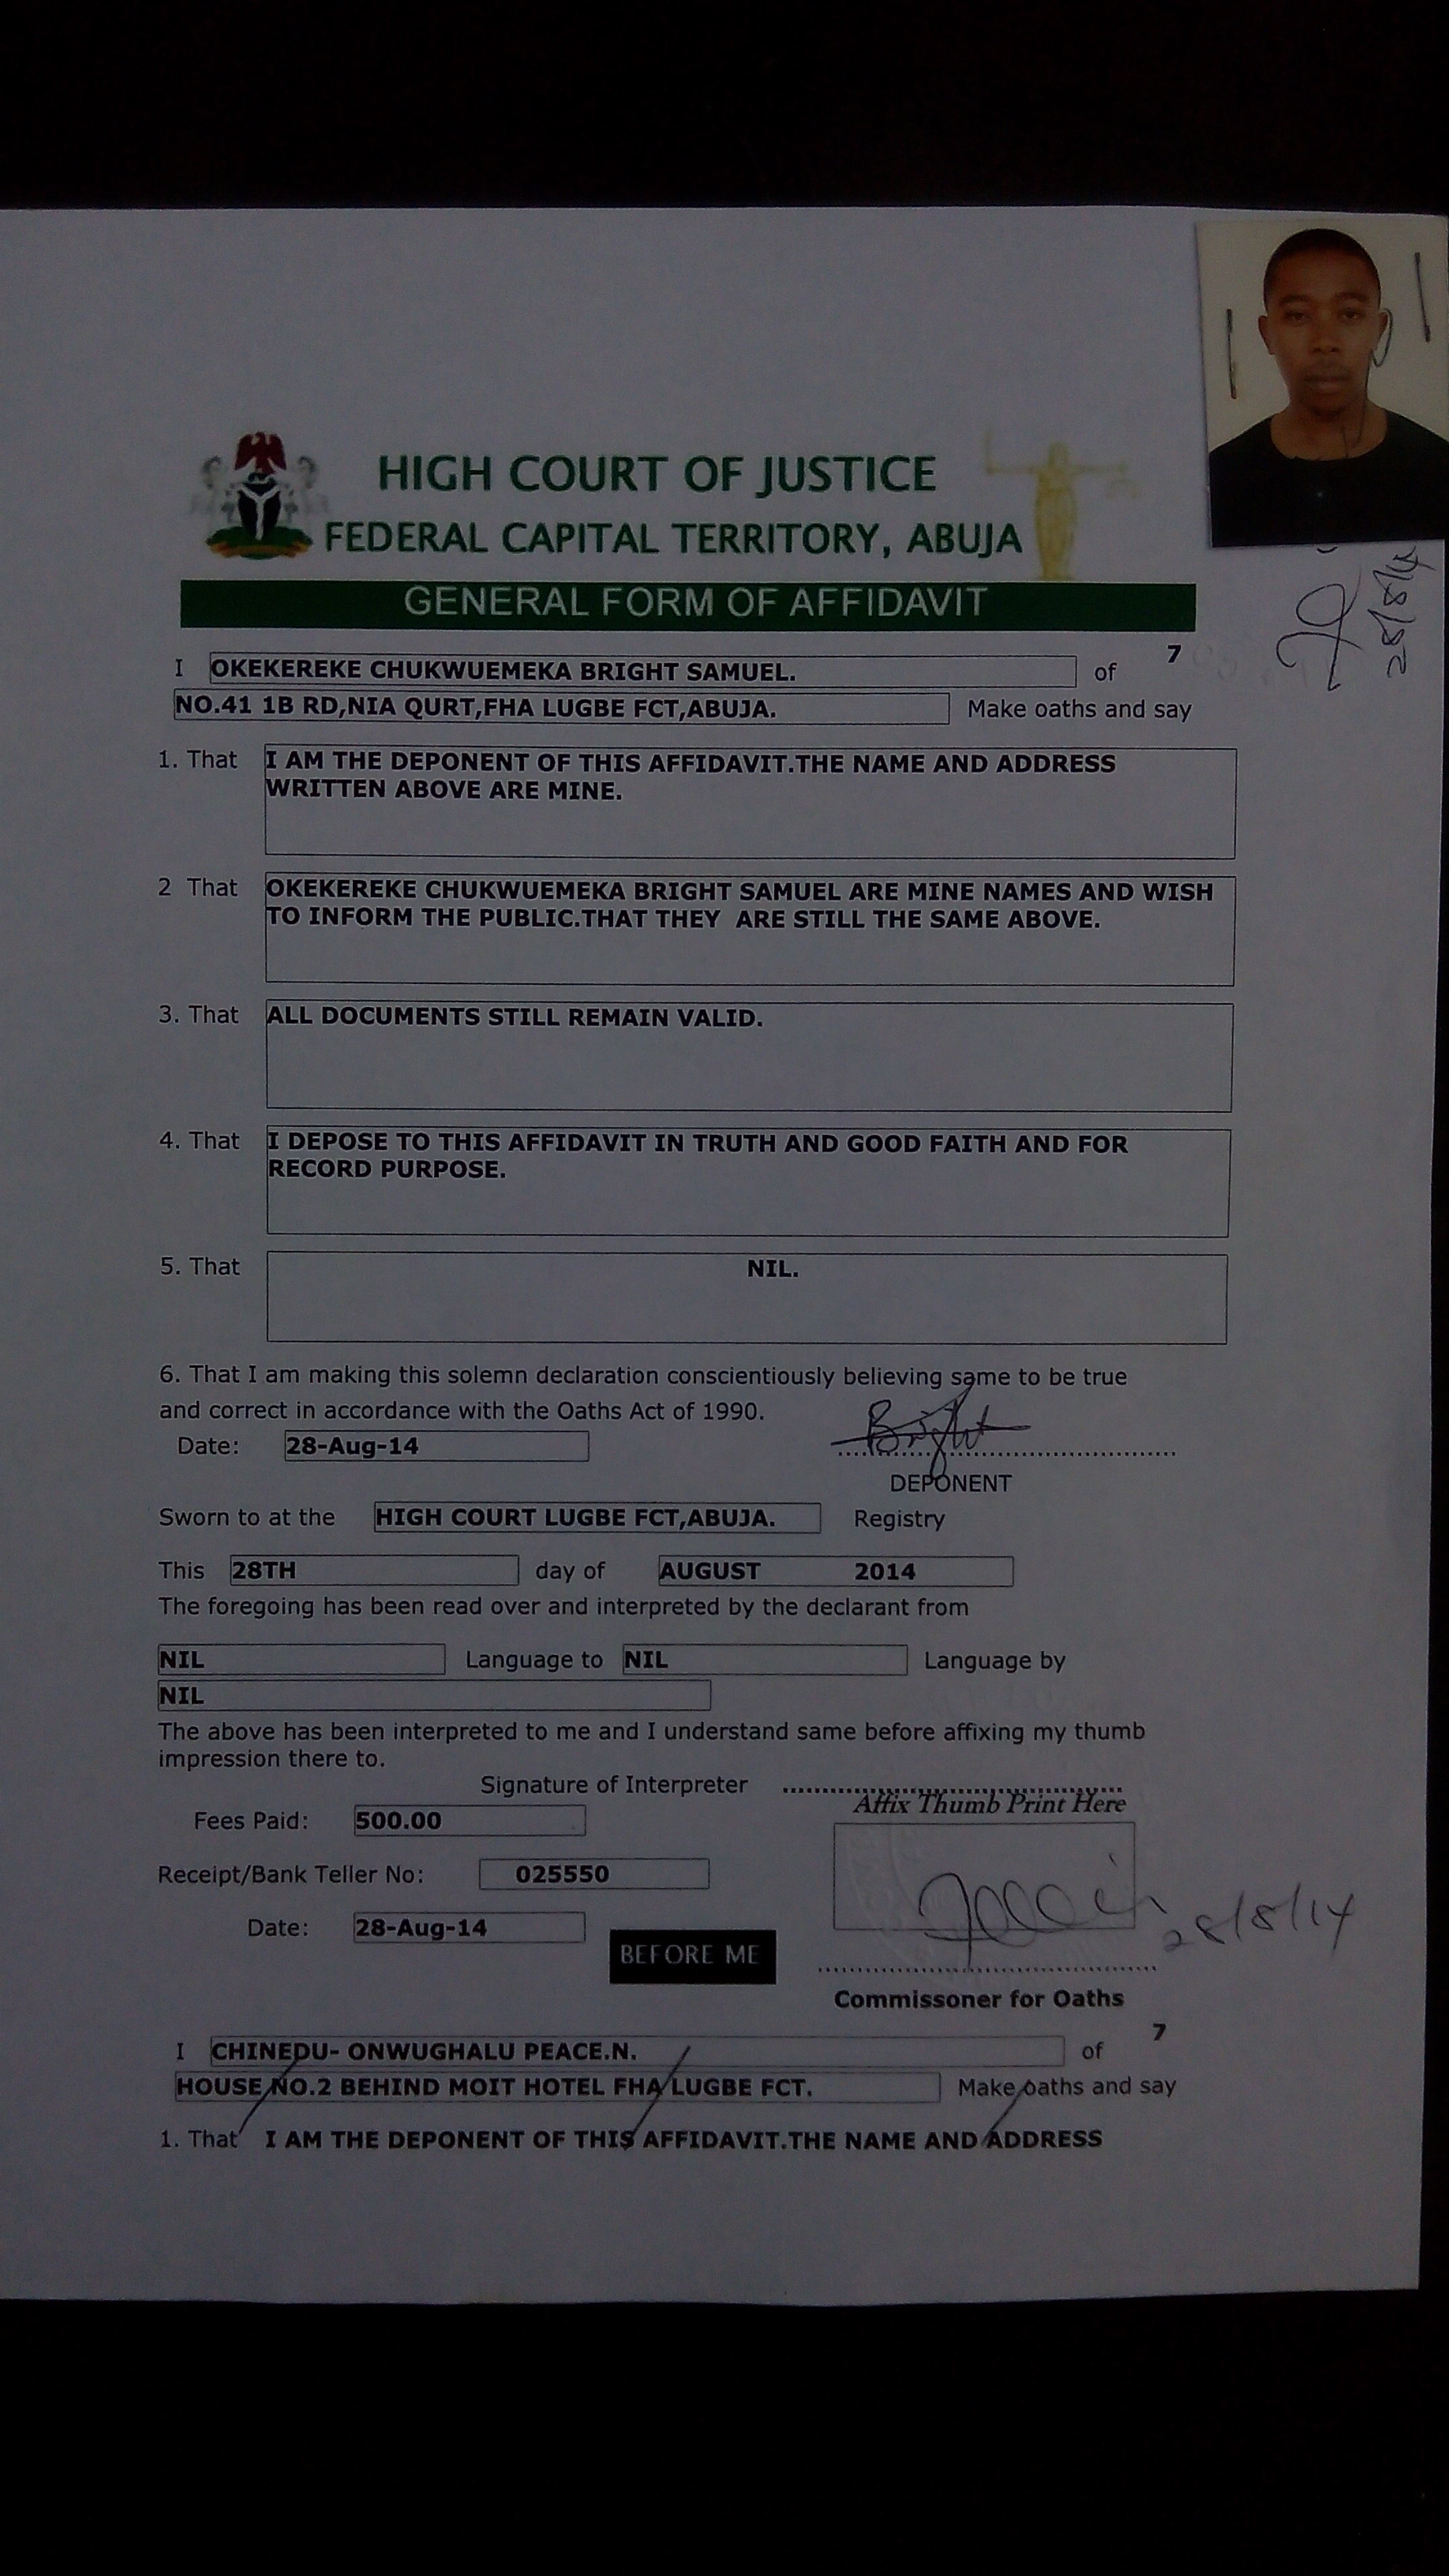 HIGH COURT OF JUSTICE
FEDERAL CAPITAL TERRITORY, ABUJA
GENERAL FORM OF AFFIDAVIT
28/8/14
7
I OKEKEREKE CHUKWUEMEKA BRIGHT SAMUEL. of
NO.41 1B RD,NIA QURT,FHA LUGBE FCT,ABUJA. Make oaths and say
1. That I AM THE DEPONENT OF THIS AFFIDAVIT.THE NAME AND ADDRESS
WRITTEN ABOVE ARE MINE.
2 That OKEKEREKE CHUKWUEMEKA BRIGHT SAMUEL ARE MINE NAMES AND WISH
TO INFORM THE PUBLIC.THAT THEY ARE STILL THE SAME ABOVE.
3. That ALL DOCUMENTS STILL REMAIN VALID.
4. That I DEPOSE TO THIS AFFIDAVIT IN TRUTH AND GOOD FAITH AND FOR
RECORD PURPOSE.
5. That NIL.
6. That I am making this solemn declaration conscientiously believing same to be true
and correct in accordance with the Oaths Act of 1990.
Date: 28-Aug-14 Bright
DEPONENT
Sworn to at the HIGH COURT LUGBE FCT,ABUJA. Registry
This 28TH day of AUGUST 2014
The foregoing has been read over and interpreted by the declarant from
NIL Language to NIL Language by
NIL
The above has been interpreted to me and I understand same before affixing my thumb
impression there to.
Signature of Interpreter
Affix Thumb Print Here
Fees Paid: 500.00
Receipt/Bank Teller No: 025550
Date: 28-Aug-14
28/8/14
BEFORE ME
Commissoner for Oaths
7
I CHINEDU- ONWUGHALU PEACE.N. of
HOUSE NO.2 BEHIND MOIT HOTEL FHA LUGBE FCT. Make oaths and say
1. That I AM THE DEPONENT OF THIS AFFIDAVIT.THE NAME AND ADDRESS